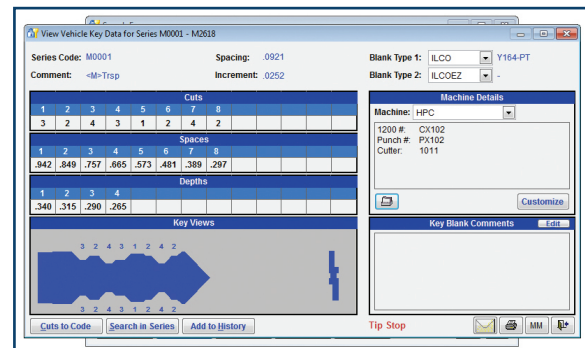 View Vehicle Key Data for Series M0001 - M2618
Series Code: M0001 Spacing: .0921 Blank Type 1: ILCO Y164-PT
Comment: <M>Trsp Increment: .0252 Blank Type 2: ILCOEZ -
Cuts
1 2 3 4 5 6 7 8
3 2 4 3 1 2 4 2
Spaces
1 2 3 4 5 6 7 8
.942 .849 .757 .665 .573 .481 .389 .297
Depths
1 2 3 4
.340 .315 .290 .265
Machine Details
Machine: HPC
1200 #: CX102
Punch #: PX102
Cutter: 1011
Customize
Key Views
3 2 4 3 1 2 4 2
3 2 4 3 1 2 4 2
Key Blank Comments Edit
Cuts to Code Search in Series Add to History Tip Stop MM